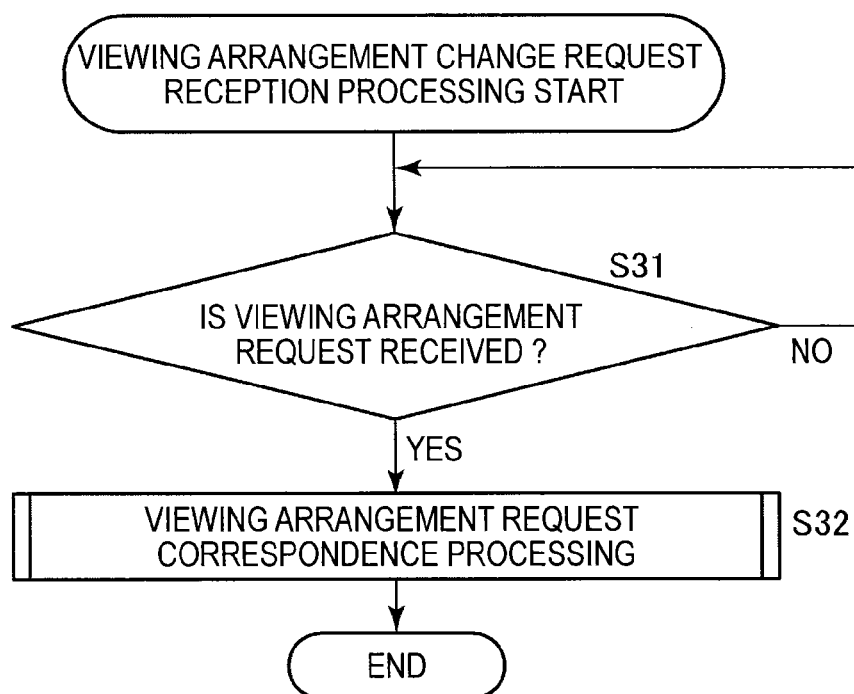 VIEWING ARRANGEMENT CHANGE REQUEST
RECEPTION PROCESSING START
S31
IS VIEWING ARRANGEMENT
REQUEST RECEIVED ?
NO
YES
VIEWING ARRANGEMENT REQUEST
CORRESPONDENCE PROCESSING
S32
END